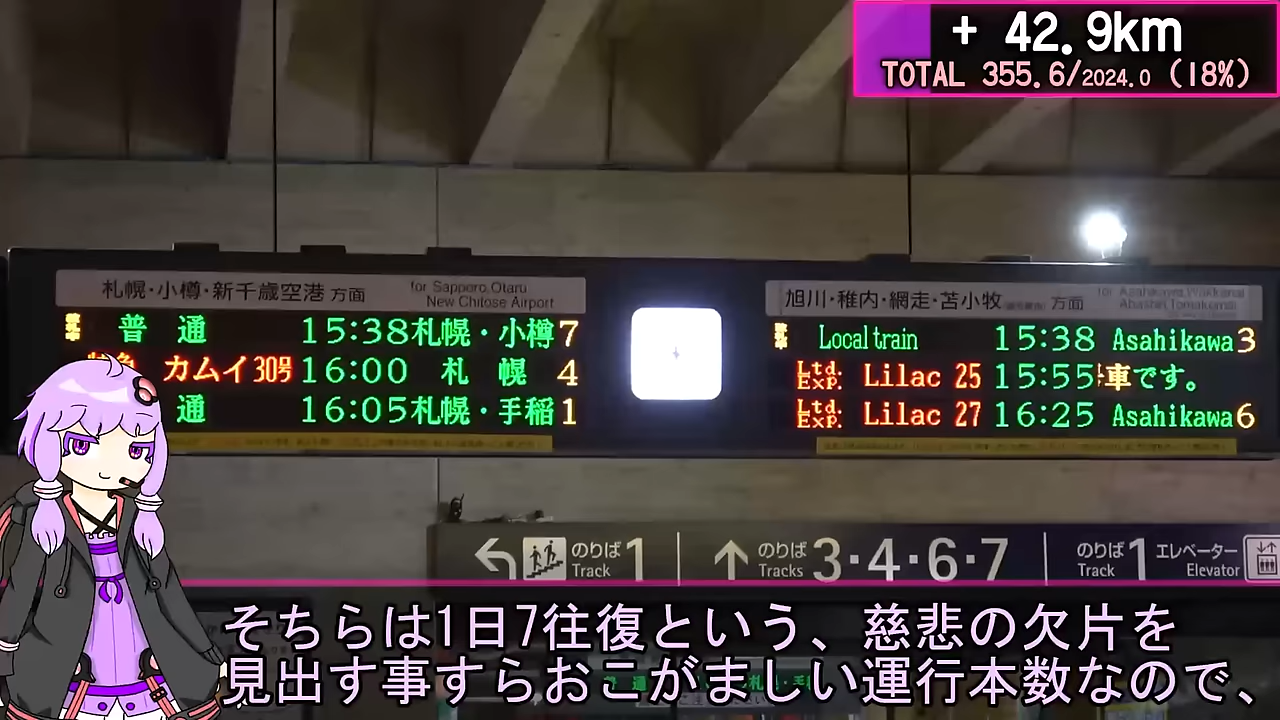 + 42.9km
TOTAL 355.6/2024.0 (18%)
札幌・小樽・新千歳空港 方面
for Sapporo.Otaru
New Chitose Airport
普通 15:38 札幌・小樽 7
カムイ30号 16:00 札幌 4
通 16:05 札幌・手稲 1
旭川・稚内・網走・苫小牧 方面
for Asahikawa.Wakkanai
Abashiri.Tomakomai
Local train 15:38 Asahikawa 3
Ltd. Exp. Lilac 25 15:55 車です。
Ltd. Exp. Lilac 27 16:25 Asahikawa 6
のりば 1
Track
のりば 3・4・6・7
Tracks
のりば 1
Track
エレベーター
Elevator
そちらは1日7往復という、慈悲の欠片を
見出す事すらおこがましい運行本数なので、